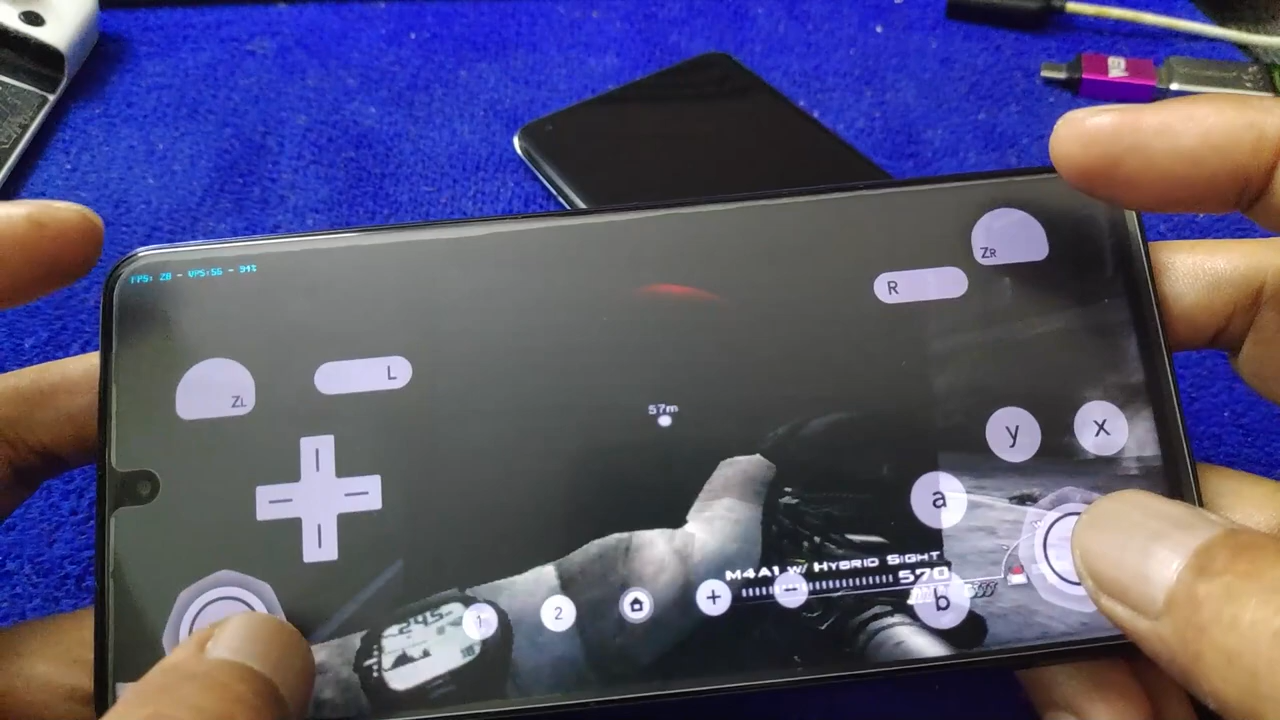 FPS: 28 - VPS:56 - 94%
ZR
R
L
ZL
57m
y
x
a
M4A1 W/ HYBRID SIGHT
570
1
2
b